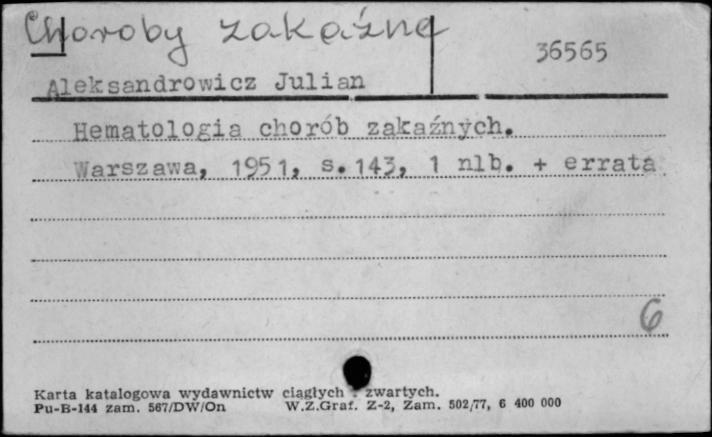 Choroby zakaźne
36565
Aleksandrowicz Julian
Hematologia chorób zakaźnych.
Warszawa, 1951, s. 143, 1 nlb. + errata
6
Karta katalogowa wydawnictw ciągłych i zwartych.
Pu-B-144 zam. 567/DW/On W.Z.Graf. Z-2, Zam. 502/77, 6 400 000